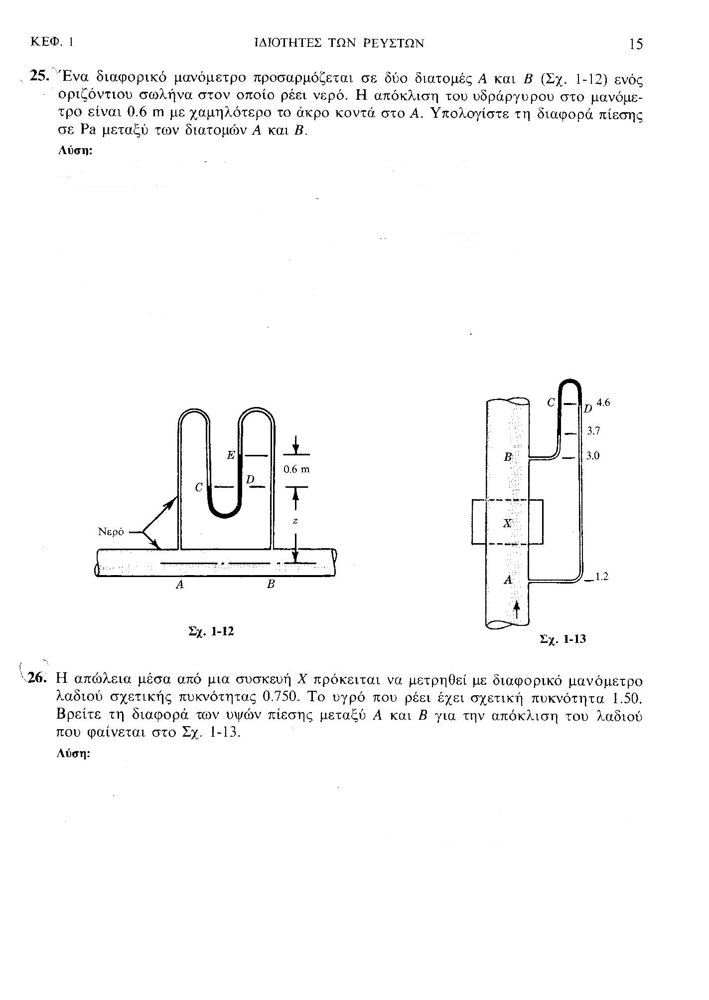 ΚΕΦ. 1 ΙΔΙΟΤΗΤΕΣ ΤΩΝ ΡΕΥΣΤΩΝ 15
25. Ένα διαφορικό μανόμετρο προσαρμόζεται σε δύο διατομές A και B (Σχ. 1-12) ενός
οριζόντιου σωλήνα στον οποίο ρέει νερό. Η απόκλιση του υδράργυρου στο μανόμε-
τρο είναι 0.6 m με χαμηλότερο το άκρο κοντά στο A. Υπολογίστε τη διαφορά πίεσης
σε Pa μεταξύ των διατομών A και B.
Λύση:
E
0.6 m
D
C
z
Νερό
A B
Σχ. 1-12
C
D 4.6
3.7
B 3.0
X
A 1.2
Σχ. 1-13
26. Η απώλεια μέσα από μια συσκευή X πρόκειται να μετρηθεί με διαφορικό μανόμετρο
λαδιού σχετικής πυκνότητας 0.750. Το υγρό που ρέει έχει σχετική πυκνότητα 1.50.
Βρείτε τη διαφορά των υψών πίεσης μεταξύ A και B για την απόκλιση του λαδιού
που φαίνεται στο Σχ. 1-13.
Λύση: